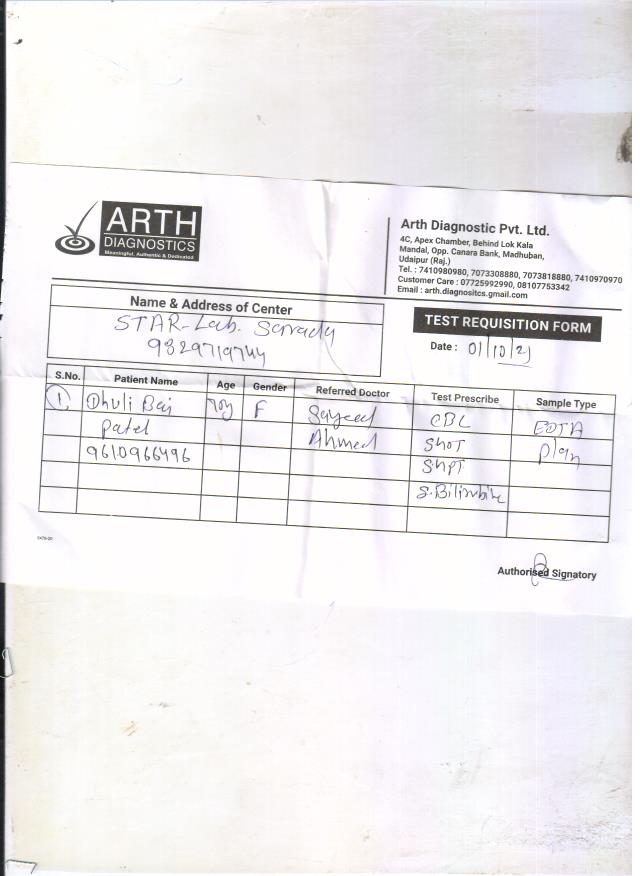 ARTH
DIAGNOSTICS
Meaningful, Authentic & Dedicated
Arth Diagnostic Pvt. Ltd.
4C, Apex Chamber, Behind Lok Kala
Mandal, Opp. Canara Bank, Madhuban,
Udaipur (Raj.)
Tel. : 7410980980, 7073308880, 7073818880, 7410970970
Customer Care : 07725992990, 08107753342
Email : arth.diagnositcs.gmail.com
Name & Address of Center
STAR-Lab. Sarrada
9829719744
TEST REQUISITION FORM
Date : 01/10/21
S.No. Patient Name Age Gender Referred Doctor Test Prescribe Sample Type
1. Dhuli Bai 70y F Sayeed CBC EDTA
Patel Ahmed SGOT Plan
9610966496 SGPT
S.Bilirubin
Authorised Signatory